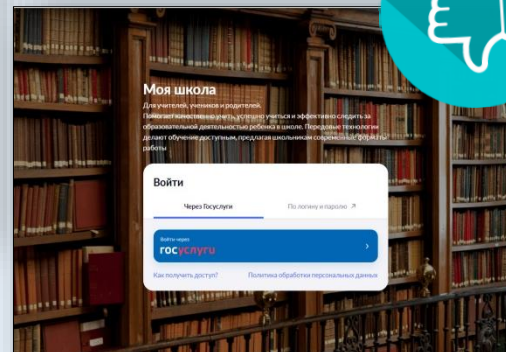 Моя школа
Для учителей, учеников и родителей.
Помогает качественно учить, успешно учиться и эффективно следить за
образовательной деятельностью ребенка в школе. Передовые технологии
делают обучение доступным, предлагая школьникам современные форматы
работы
Войти
Через Госуслуги
По логину и паролю ↗
Войти через
госуслуги
Как получить доступ?
Политика обработки персональных данных